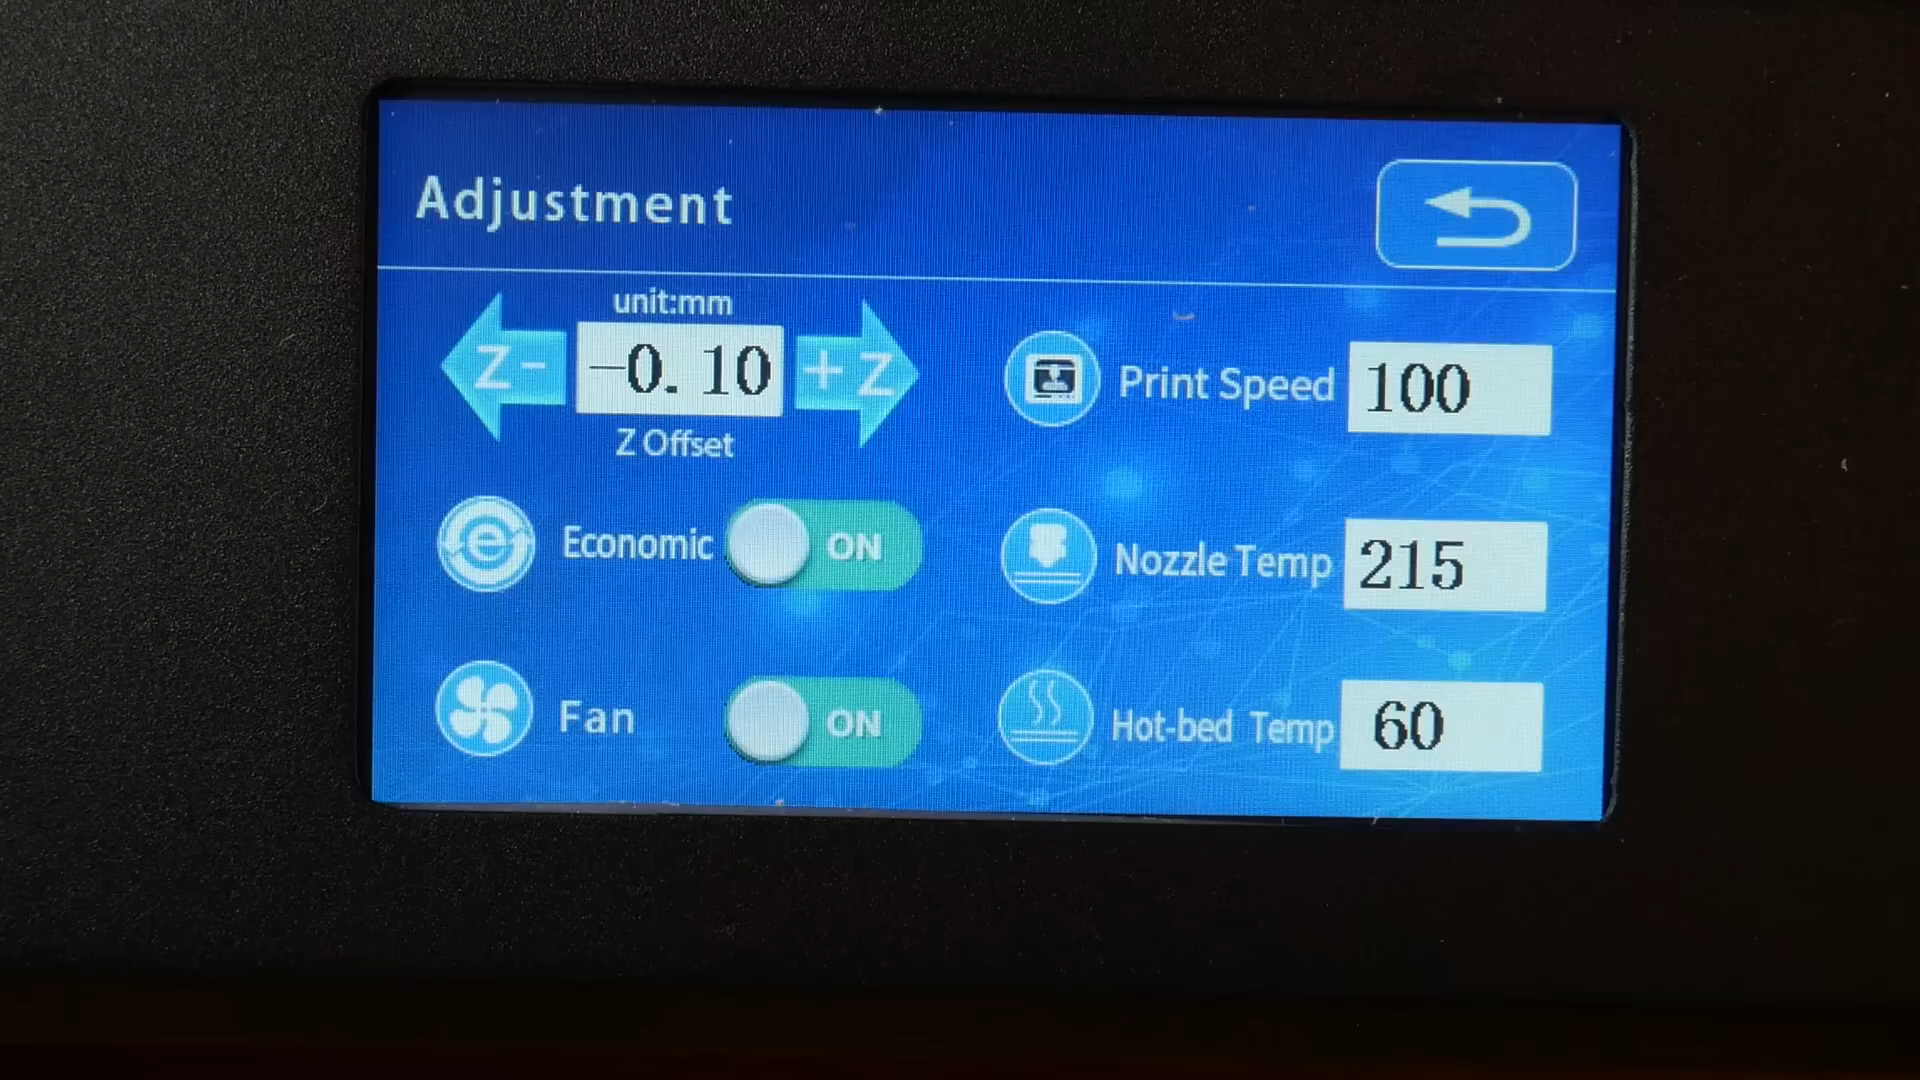 Adjustment
unit:mm
Z-
-0.10
+Z
Z Offset
Print Speed
100
Economic
ON
Nozzle Temp
215
Fan
ON
Hot-bed Temp
60